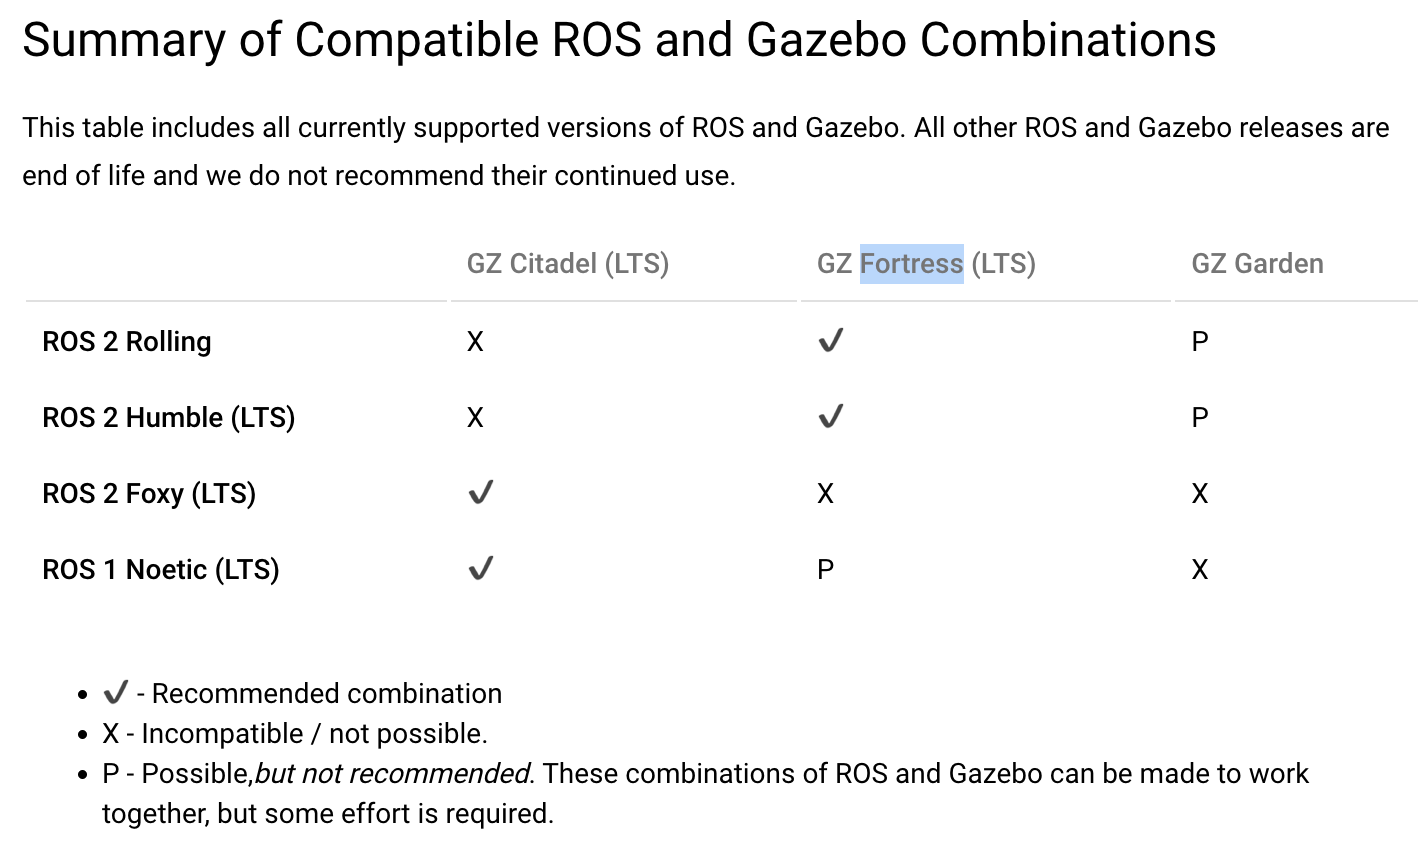 Summary of Compatible ROS and Gazebo Combinations
This table includes all currently supported versions of ROS and Gazebo. All other ROS and Gazebo releases are
end of life and we do not recommend their continued use.
GZ Citadel (LTS) GZ Fortress (LTS) GZ Garden
ROS 2 Rolling X ✔ P
ROS 2 Humble (LTS) X ✔ P
ROS 2 Foxy (LTS) ✔ X X
ROS 1 Noetic (LTS) ✔ P X
• ✔ - Recommended combination
• X - Incompatible / not possible.
• P - Possible,but not recommended. These combinations of ROS and Gazebo can be made to work
together, but some effort is required.